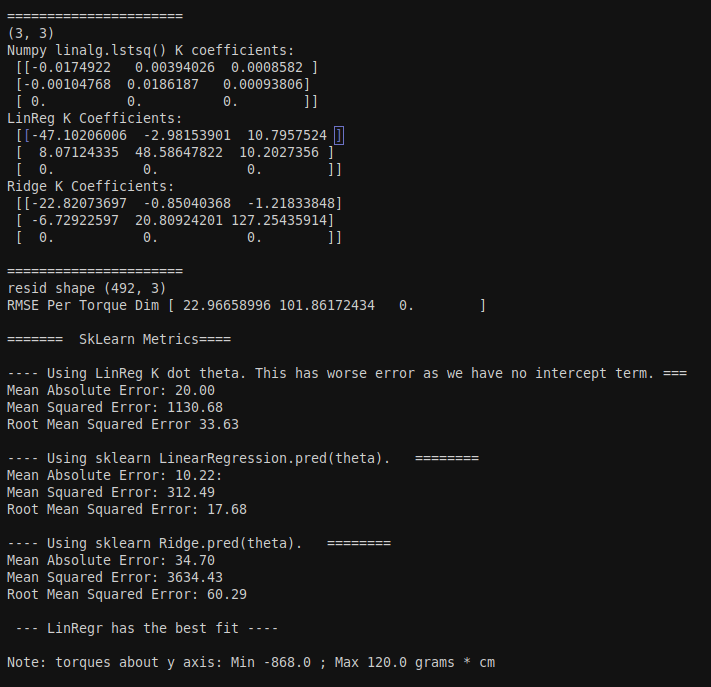 ======================
(3, 3)
Numpy linalg.lstsq() K coefficients:
[[-0.0174922 0.00394026 0.0008582 ]
[-0.00104768 0.0186187 0.00093806]
[ 0. 0. 0. ]]
LinReg K Coefficients:
[[-47.10206006 -2.98153901 10.7957524 ]
[ 8.07124335 48.58647822 10.2027356 ]
[ 0. 0. 0. ]]
Ridge K Coefficients:
[[-22.82073697 -0.85040368 -1.21833848]
[ -6.72922597 20.80924201 127.25435914]
[ 0. 0. 0. ]]
======================
resid shape (492, 3)
RMSE Per Torque Dim [ 22.96658996 101.86172434 0. ]
======= SkLearn Metrics====
---- Using LinReg K dot theta. This has worse error as we have no intercept term. ===
Mean Absolute Error: 20.00
Mean Squared Error: 1130.68
Root Mean Squared Error 33.63
---- Using sklearn LinearRegression.pred(theta). ========
Mean Absolute Error: 10.22:
Mean Squared Error: 312.49
Root Mean Squared Error: 17.68
---- Using sklearn Ridge.pred(theta). ========
Mean Absolute Error: 34.70
Mean Squared Error: 3634.43
Root Mean Squared Error: 60.29
--- LinRegr has the best fit ----
Note: torques about y axis: Min -868.0 ; Max 120.0 grams * cm